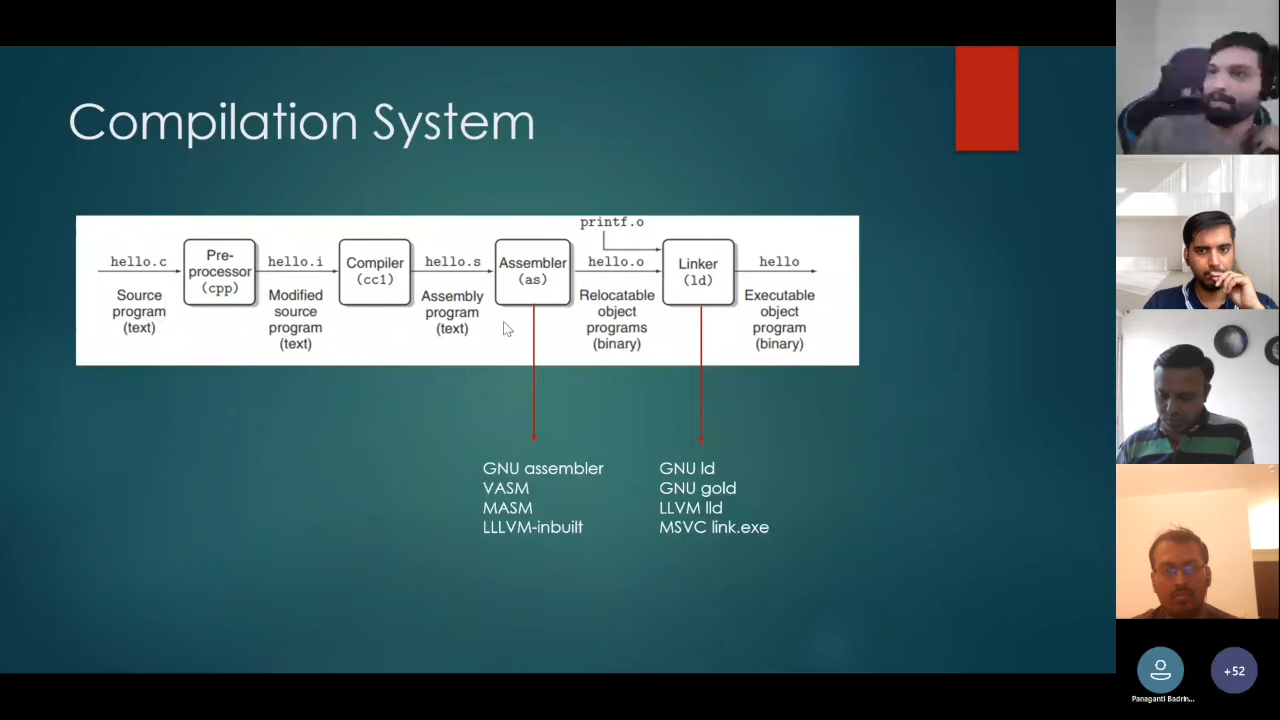 Compilation System
printf.o
hello.c
Pre-
processor
(cpp)
hello.i
Compiler
(cc1)
hello.s
Assembler
(as)
hello.o
Linker
(ld)
hello
Source
program
(text)
Modified
source
program
(text)
Assembly
program
(text)
Relocatable
object
programs
(binary)
Executable
object
program
(binary)
GNU assembler
VASM
MASM
LLLVM-inbuilt
GNU ld
GNU gold
LLVM lld
MSVC link.exe
+52
Panaganti Badrin...